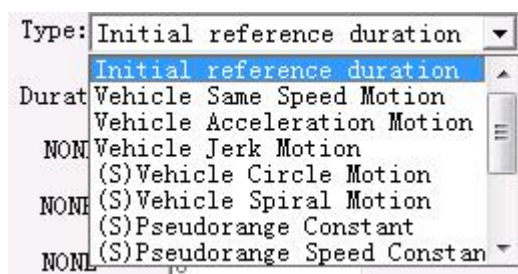 Type: Initial reference duration
Initial reference duration
Durat Vehicle Same Speed Motion
Vehicle Acceleration Motion
NONE Vehicle Jerk Motion
(S)Vehicle Circle Motion
NONE (S)Vehicle Spiral Motion
(S)Pseudorange Constant
NONE (S)Pseudorange Speed Constan